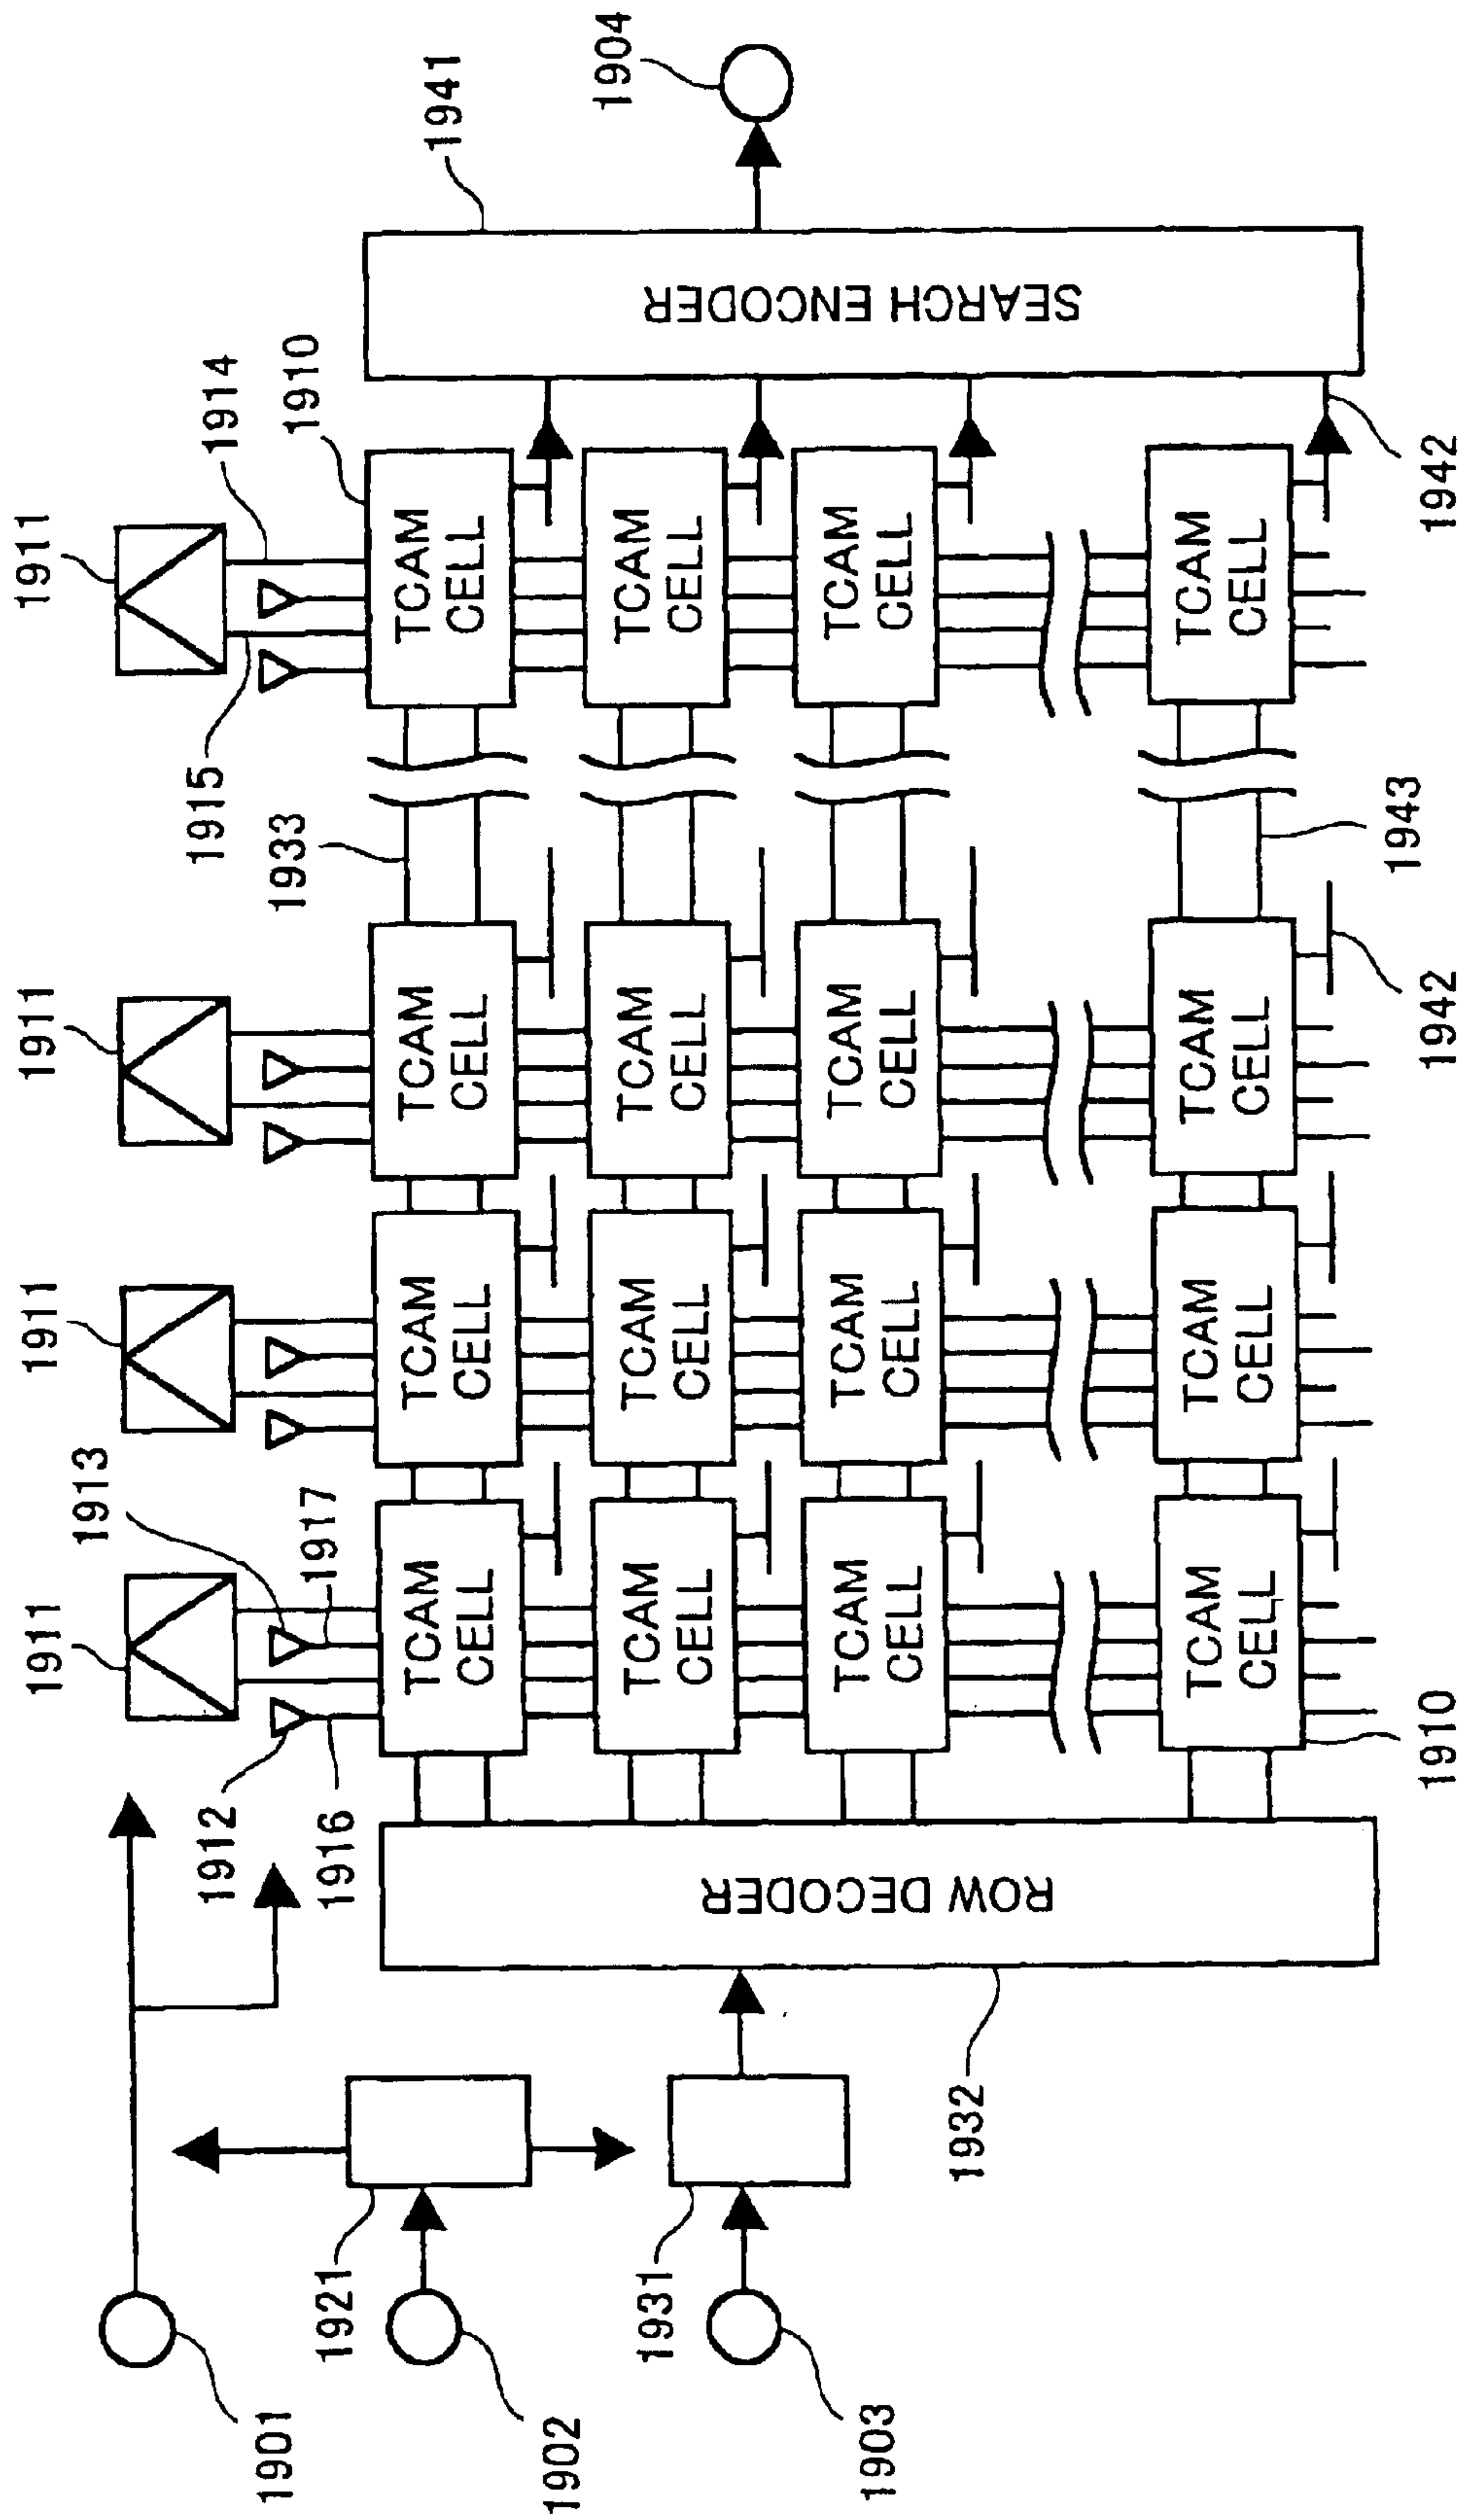 1911
1911
1911
1911
1913
1912
1915
1914
1901
1933
1910
1921
1916
1917
TCAM
CELL
TCAM
CELL
TCAM
CELL
TCAM
CELL
1941
1902
1904
TCAM
CELL
TCAM
CELL
TCAM
CELL
TCAM
CELL
1931
ROW DECODER
SEARCH ENCODER
TCAM
CELL
TCAM
CELL
TCAM
CELL
TCAM
CELL
1903
1932
TCAM
CELL
TCAM
CELL
TCAM
CELL
TCAM
CELL
1943
1910
1942
1942